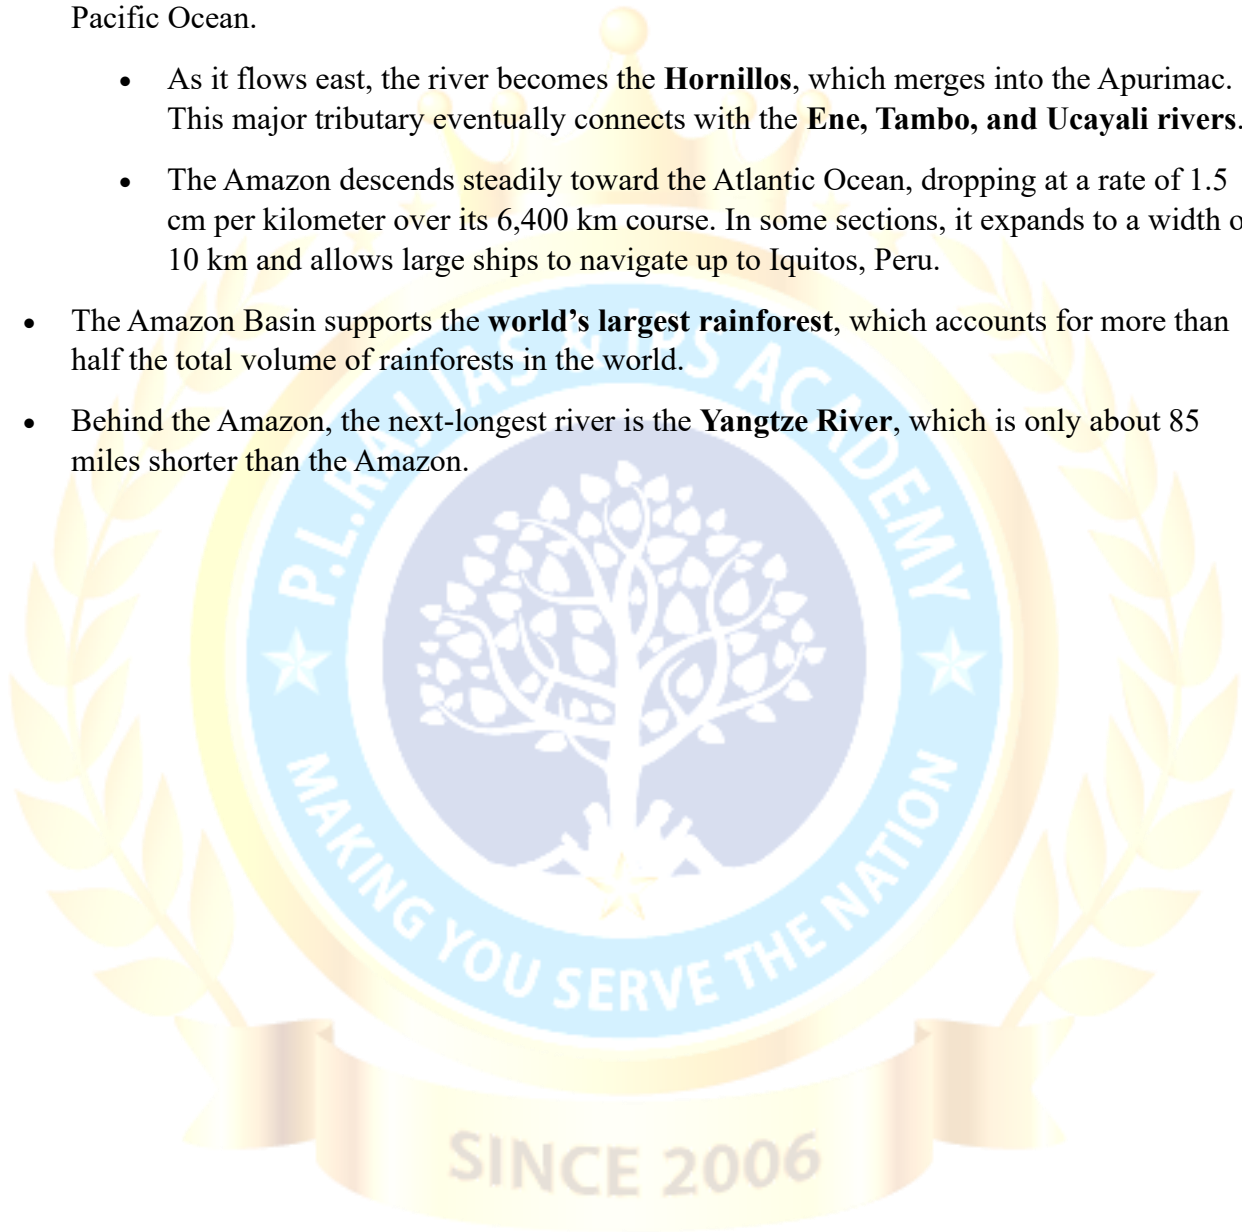 Pacific Ocean.
• As it flows east, the river becomes the Hornillos, which merges into the Apurimac.
This major tributary eventually connects with the Ene, Tambo, and Ucayali rivers.
• The Amazon descends steadily toward the Atlantic Ocean, dropping at a rate of 1.5
cm per kilometer over its 6,400 km course. In some sections, it expands to a width o
10 km and allows large ships to navigate up to Iquitos, Peru.
• The Amazon Basin supports the world’s largest rainforest, which accounts for more than
half the total volume of rainforests in the world.
• Behind the Amazon, the next-longest river is the Yangtze River, which is only about 85
miles shorter than the Amazon.
P.L.RAJ IAS & IPS ACADEMY
MAKING YOU SERVE THE NATION
SINCE 2006